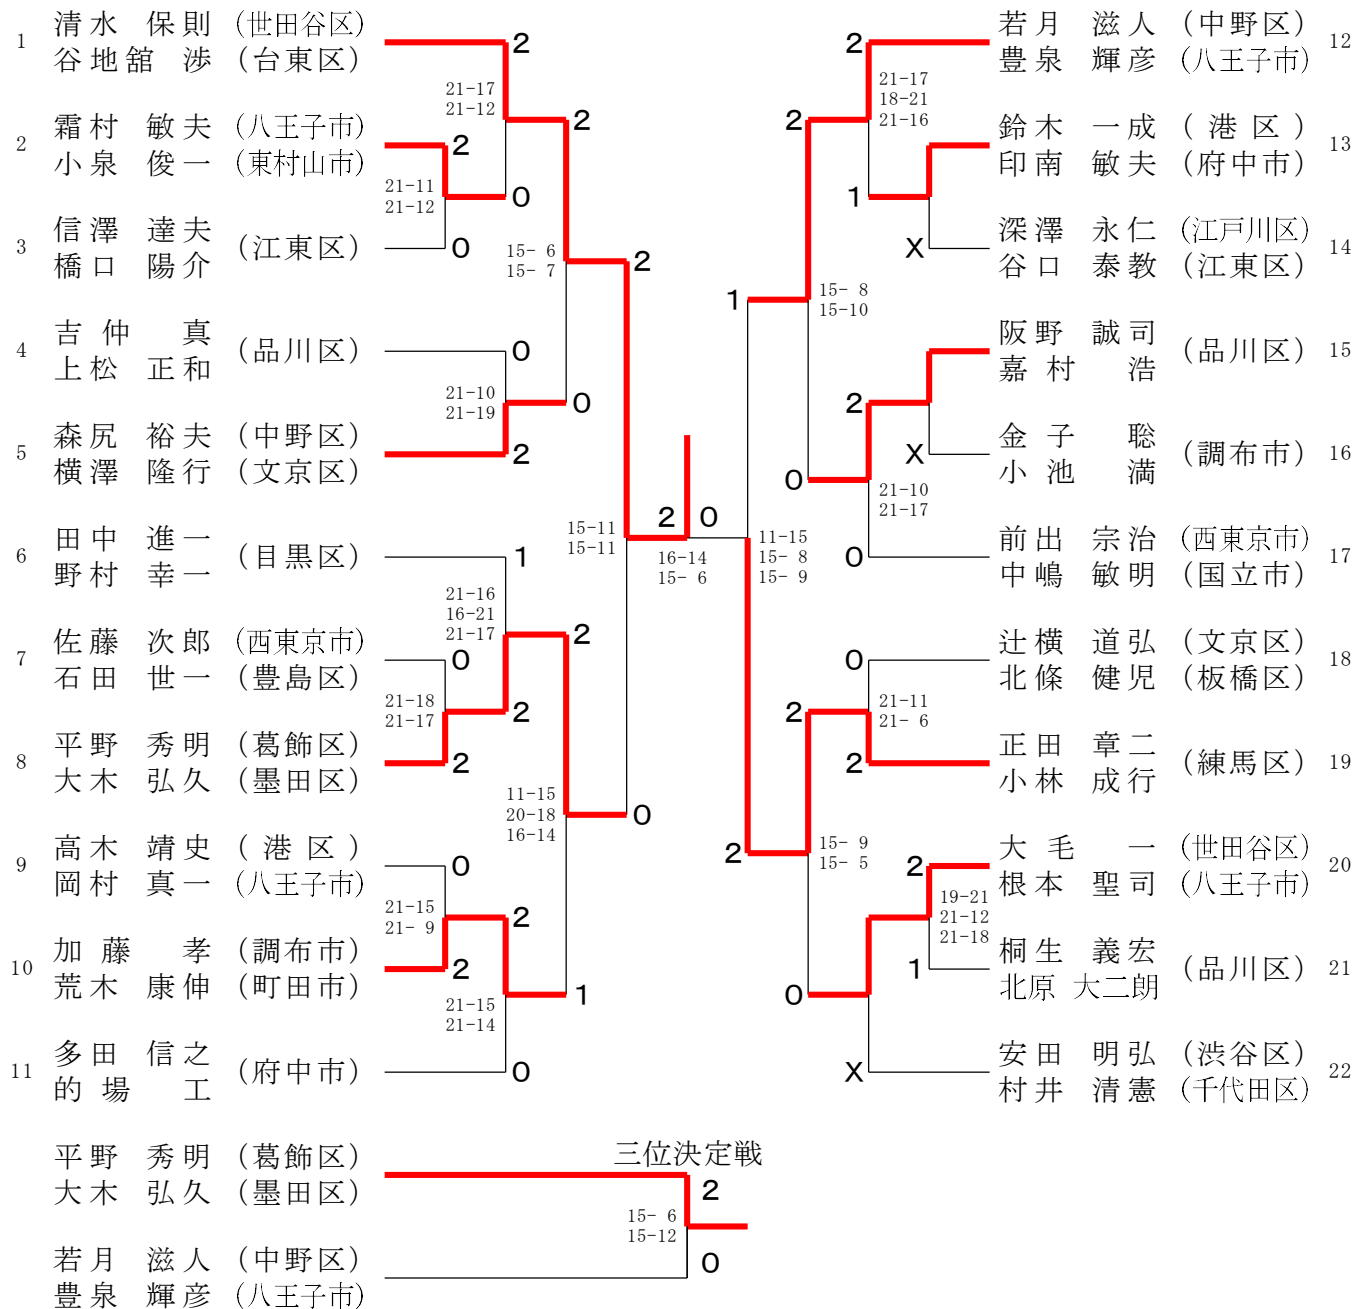 1
清水 保則 (世田谷区)
谷地舘 渉 (台東区)
2
霜村 敏夫 (八王子市)
小泉 俊一 (東村山市)
3
信澤 達夫
橋口 陽介
(江東区)
4
吉仲 真
上松 正和
(品川区)
5
森尻 裕夫 (中野区)
横澤 隆行 (文京区)
6
田中 進一
野村 幸一
(目黒区)
7
佐藤 次郎 (西東京市)
石田 世一 (豊島区)
8
平野 秀明 (葛飾区)
大木 弘久 (墨田区)
9
高木 靖史 (港区)
岡村 真一 (八王子市)
10
加藤 孝 (調布市)
荒木 康伸 (町田市)
11
多田 信之
的場 工
(府中市)
2
21-17
21-12
2
2
21-11
21-12
0
0
15- 6
15- 7
2
0
21-10
21-19
0
2
15-11
15-11
1
21-16
16-21
21-17
2
0
21-18
21-17
2
2
11-15
20-18
16-14
0
0
21-15
21- 9
2
2
21-15
21-14
1
0
2 0
16-14
15- 6
2
21-17
18-21
21-16
2
1
X
15- 8
15-10
1
2
X
0
21-10
21-17
0
11-15
15- 8
15- 9
0
21-11
21- 6
2
2
15- 9
15- 5
2
2
19-21
21-12
21-18
1
0
X
若月 滋人 (中野区)
豊泉 輝彦 (八王子市)
12
鈴木 一成 (港区)
印南 敏夫 (府中市)
13
深澤 永仁 (江戸川区)
谷口 泰教 (江東区)
14
阪野 誠司
嘉村 浩
(品川区)
15
金子 聡
小池 満
(調布市)
16
前出 宗治 (西東京市)
中嶋 敏明 (国立市)
17
辻横 道弘 (文京区)
北條 健児 (板橋区)
18
正田 章二
小林 成行
(練馬区)
19
大毛 一 (世田谷区)
根本 聖司 (八王子市)
20
桐生 義宏
北原 大二朗
(品川区)
21
安田 明弘 (渋谷区)
村井 清憲 (千代田区)
22
三位決定戦
平野 秀明 (葛飾区)
大木 弘久 (墨田区)
2
15- 6
15-12
0
若月 滋人 (中野区)
豊泉 輝彦 (八王子市)